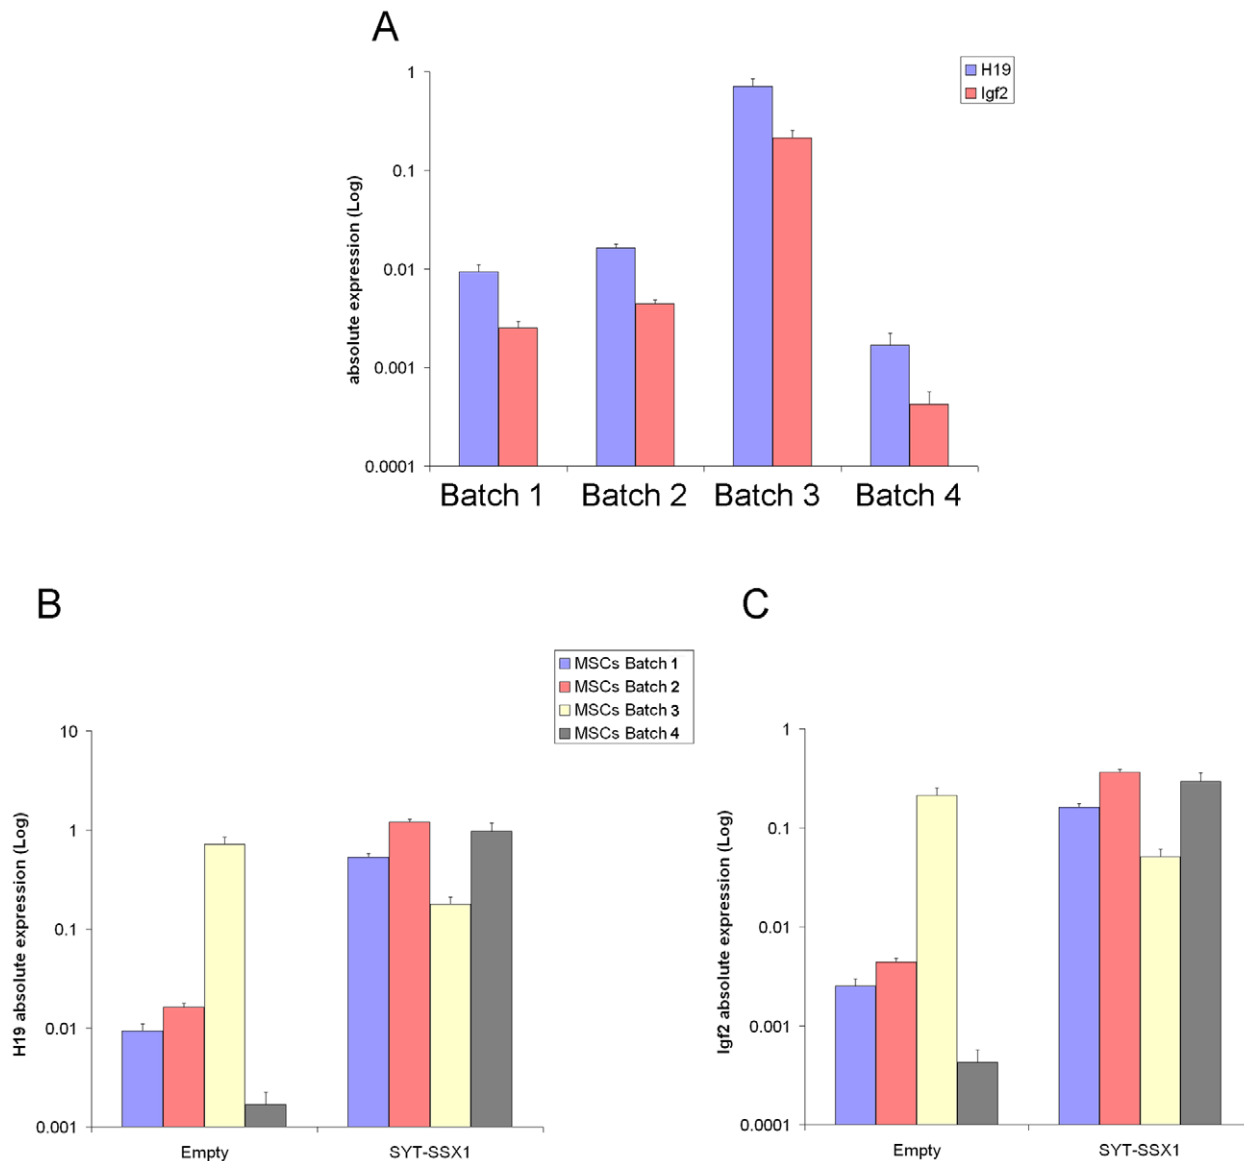 A
H19
Igf2
absolute expression (Log)
1
0.1
0.01
0.001
0.0001
Batch 1
Batch 2
Batch 3
Batch 4
B
MSCs Batch 1
MSCs Batch 2
MSCs Batch 3
MSCs Batch 4
H19 absolute expression (Log)
10
1
0.1
0.01
0.001
Empty
SYT-SSX1
C
Igf2 absolute expression (Log)
1
0.1
0.01
0.001
0.0001
Empty
SYT-SSX1